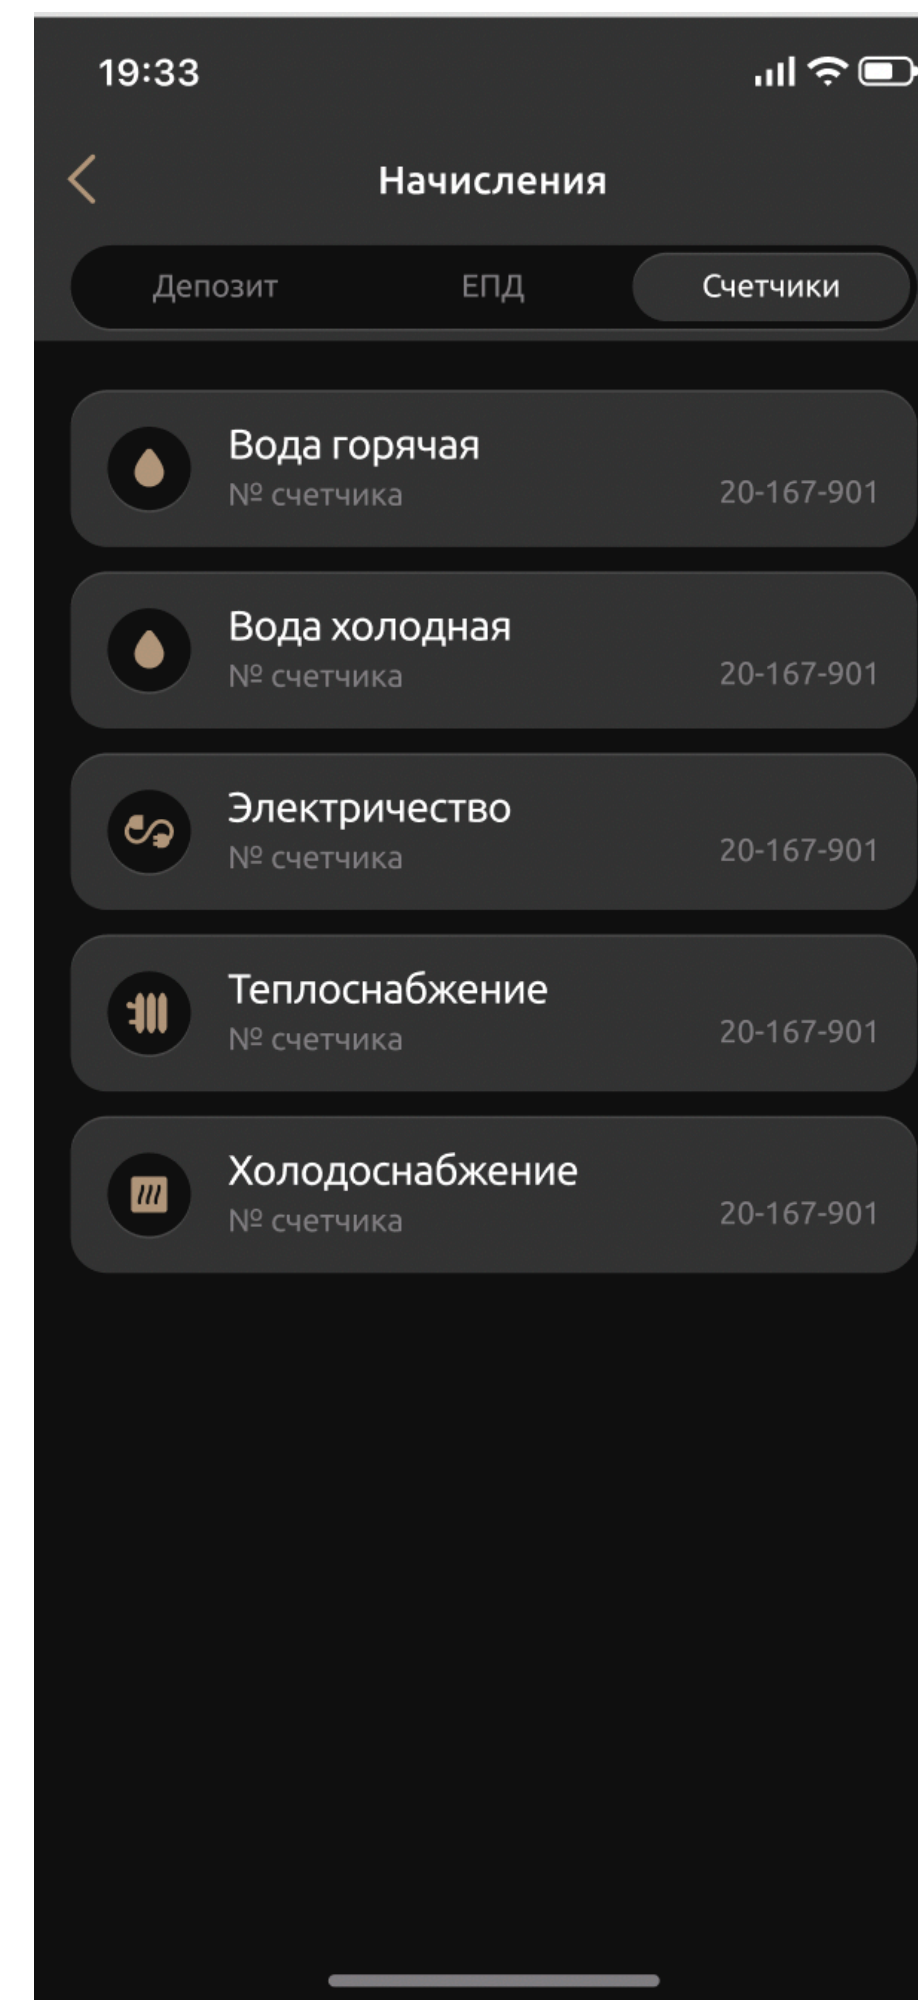 19:33
Начисления
Депозит ЕПД Счетчики
Вода горячая
№ счетчика 20-167-901
Вода холодная
№ счетчика 20-167-901
Электричество
№ счетчика 20-167-901
Теплоснабжение
№ счетчика 20-167-901
Холодоснабжение
№ счетчика 20-167-901